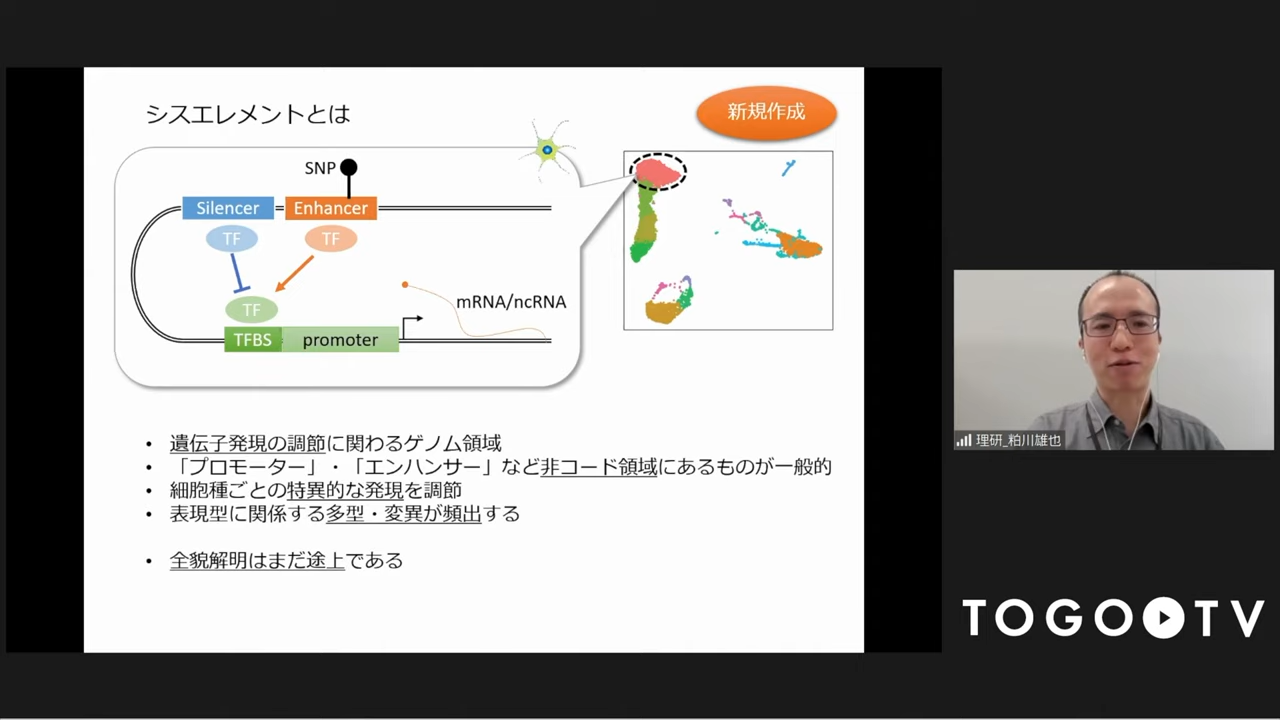 シスエレメントとは
新規作成
SNP
Silencer
Enhancer
TF
TF
TF
mRNA/ncRNA
TFBS
promoter
• 遺伝子発現の調節に関わるゲノム領域
• 「プロモーター」・「エンハンサー」など非コード領域にあるものが一般的
• 細胞種ごとの特異的な発現を調節
• 表現型に関係する多型・変異が頻出する
• 全貌解明はまだ途上である
理研_粕川雄也
TOGO TV